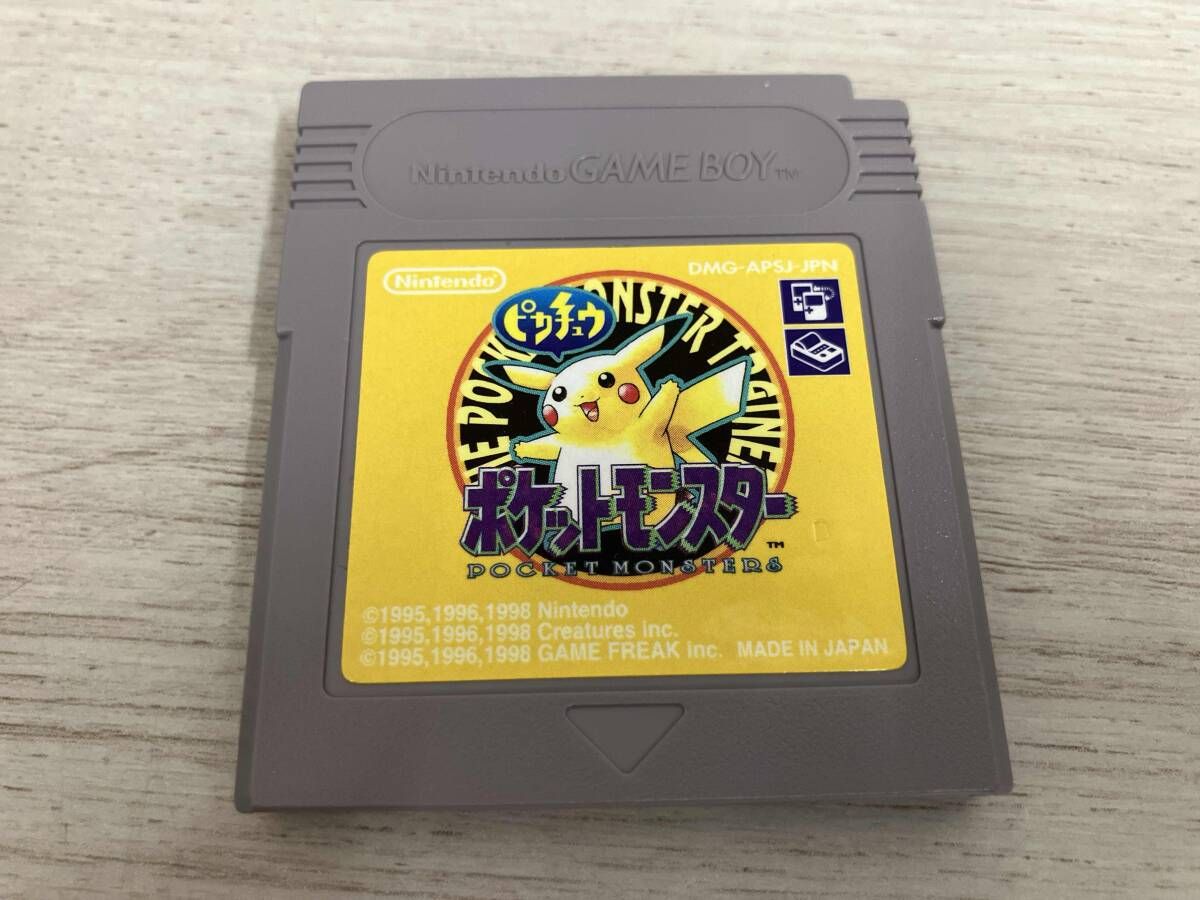 Nintendo GAME BOY™
Nintendo
DMG-APSJ-JPN
ピカチュウ
THE POCKET MONSTER TRAINER
ポケットモンスター
™
POCKET MONSTERS
©1995,1996,1998 Nintendo
©1995,1996,1998 Creatures inc.
©1995,1996,1998 GAME FREAK inc. MADE IN JAPAN